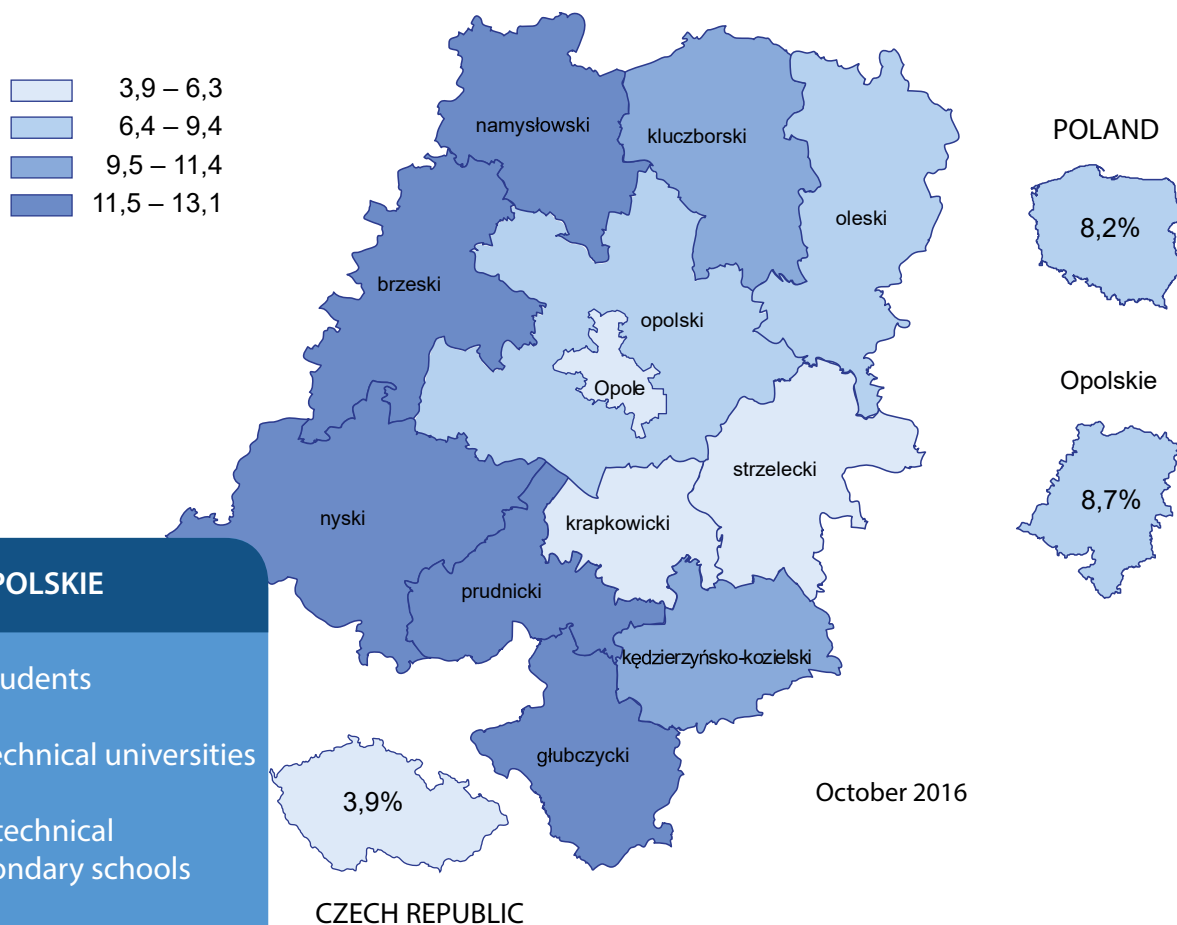 3,9 – 6,3
6,4 – 9,4
9,5 – 11,4
11,5 – 13,1
namysłowski
kluczborski
oleski
brzeski
opolski
Opole
strzelecki
nyski
krapkowicki
prudnicki
kędzierzyńsko-kozielski
głubczycki
POLAND
8,2%
Opolskie
8,7%
POLSKIE
udents
echnical universities
technical
ondary schools
3,9%
CZECH REPUBLIC
October 2016